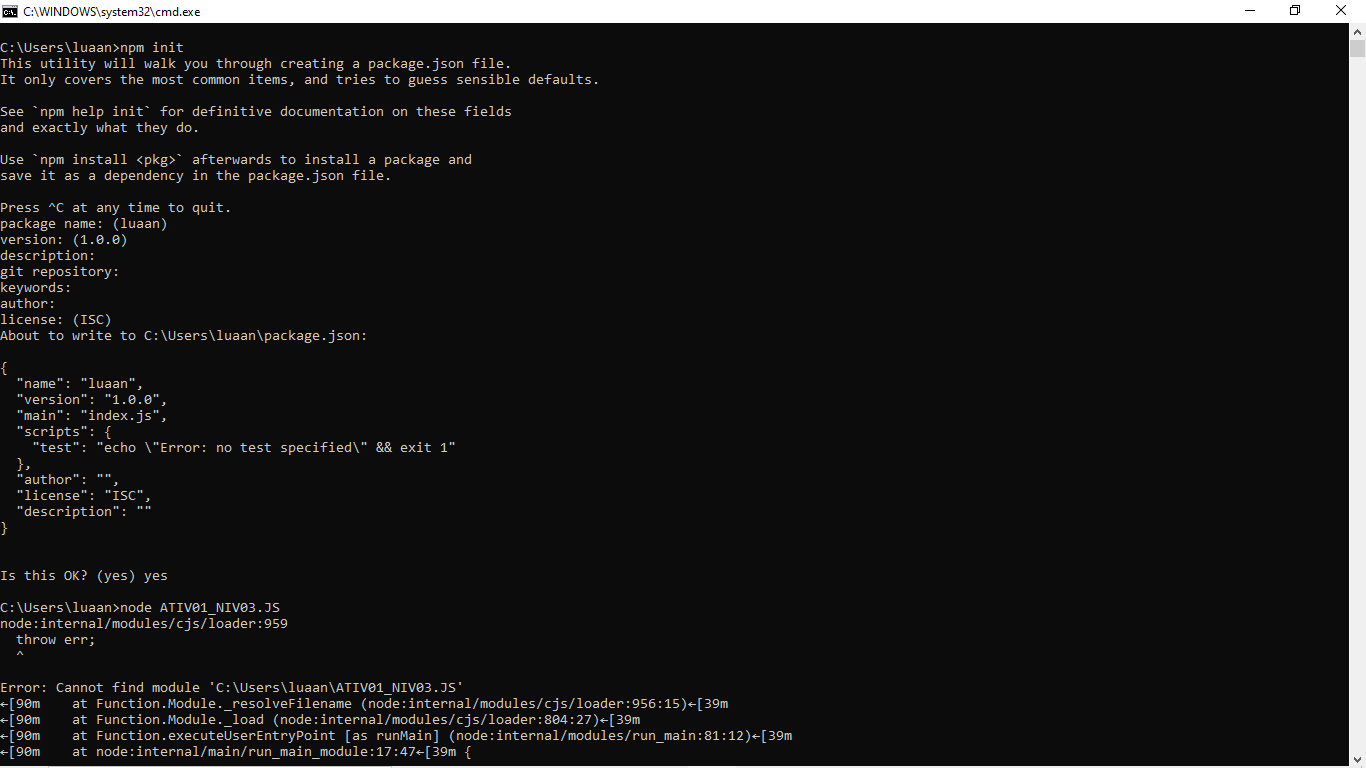 C:\WINDOWS\system32\cmd.exe
C:\Users\luaan>npm init
This utility will walk you through creating a package.json file.
It only covers the most common items, and tries to guess sensible defaults.
See `npm help init` for definitive documentation on these fields
and exactly what they do.
Use `npm install <pkg>` afterwards to install a package and
save it as a dependency in the package.json file.
Press ^C at any time to quit.
package name: (luaan)
version: (1.0.0)
description:
git repository:
keywords:
author:
license: (ISC)
About to write to C:\Users\luaan\package.json:
{
  "name": "luaan",
  "version": "1.0.0",
  "main": "index.js",
  "scripts": {
    "test": "echo \"Error: no test specified\" && exit 1"
  },
  "author": "",
  "license": "ISC",
  "description": ""
}
Is this OK? (yes) yes
C:\Users\luaan>node ATIV01_NIV03.JS
node:internal/modules/cjs/loader:959
  throw err;
  ^
Error: Cannot find module 'C:\Users\luaan\ATIV01_NIV03.JS'
←[90m    at Function.Module._resolveFilename (node:internal/modules/cjs/loader:956:15)←[39m
←[90m    at Function.Module._load (node:internal/modules/cjs/loader:804:27)←[39m
←[90m    at Function.executeUserEntryPoint [as runMain] (node:internal/modules/run_main:81:12)←[39m
←[90m    at node:internal/main/run_main_module:17:47←[39m {